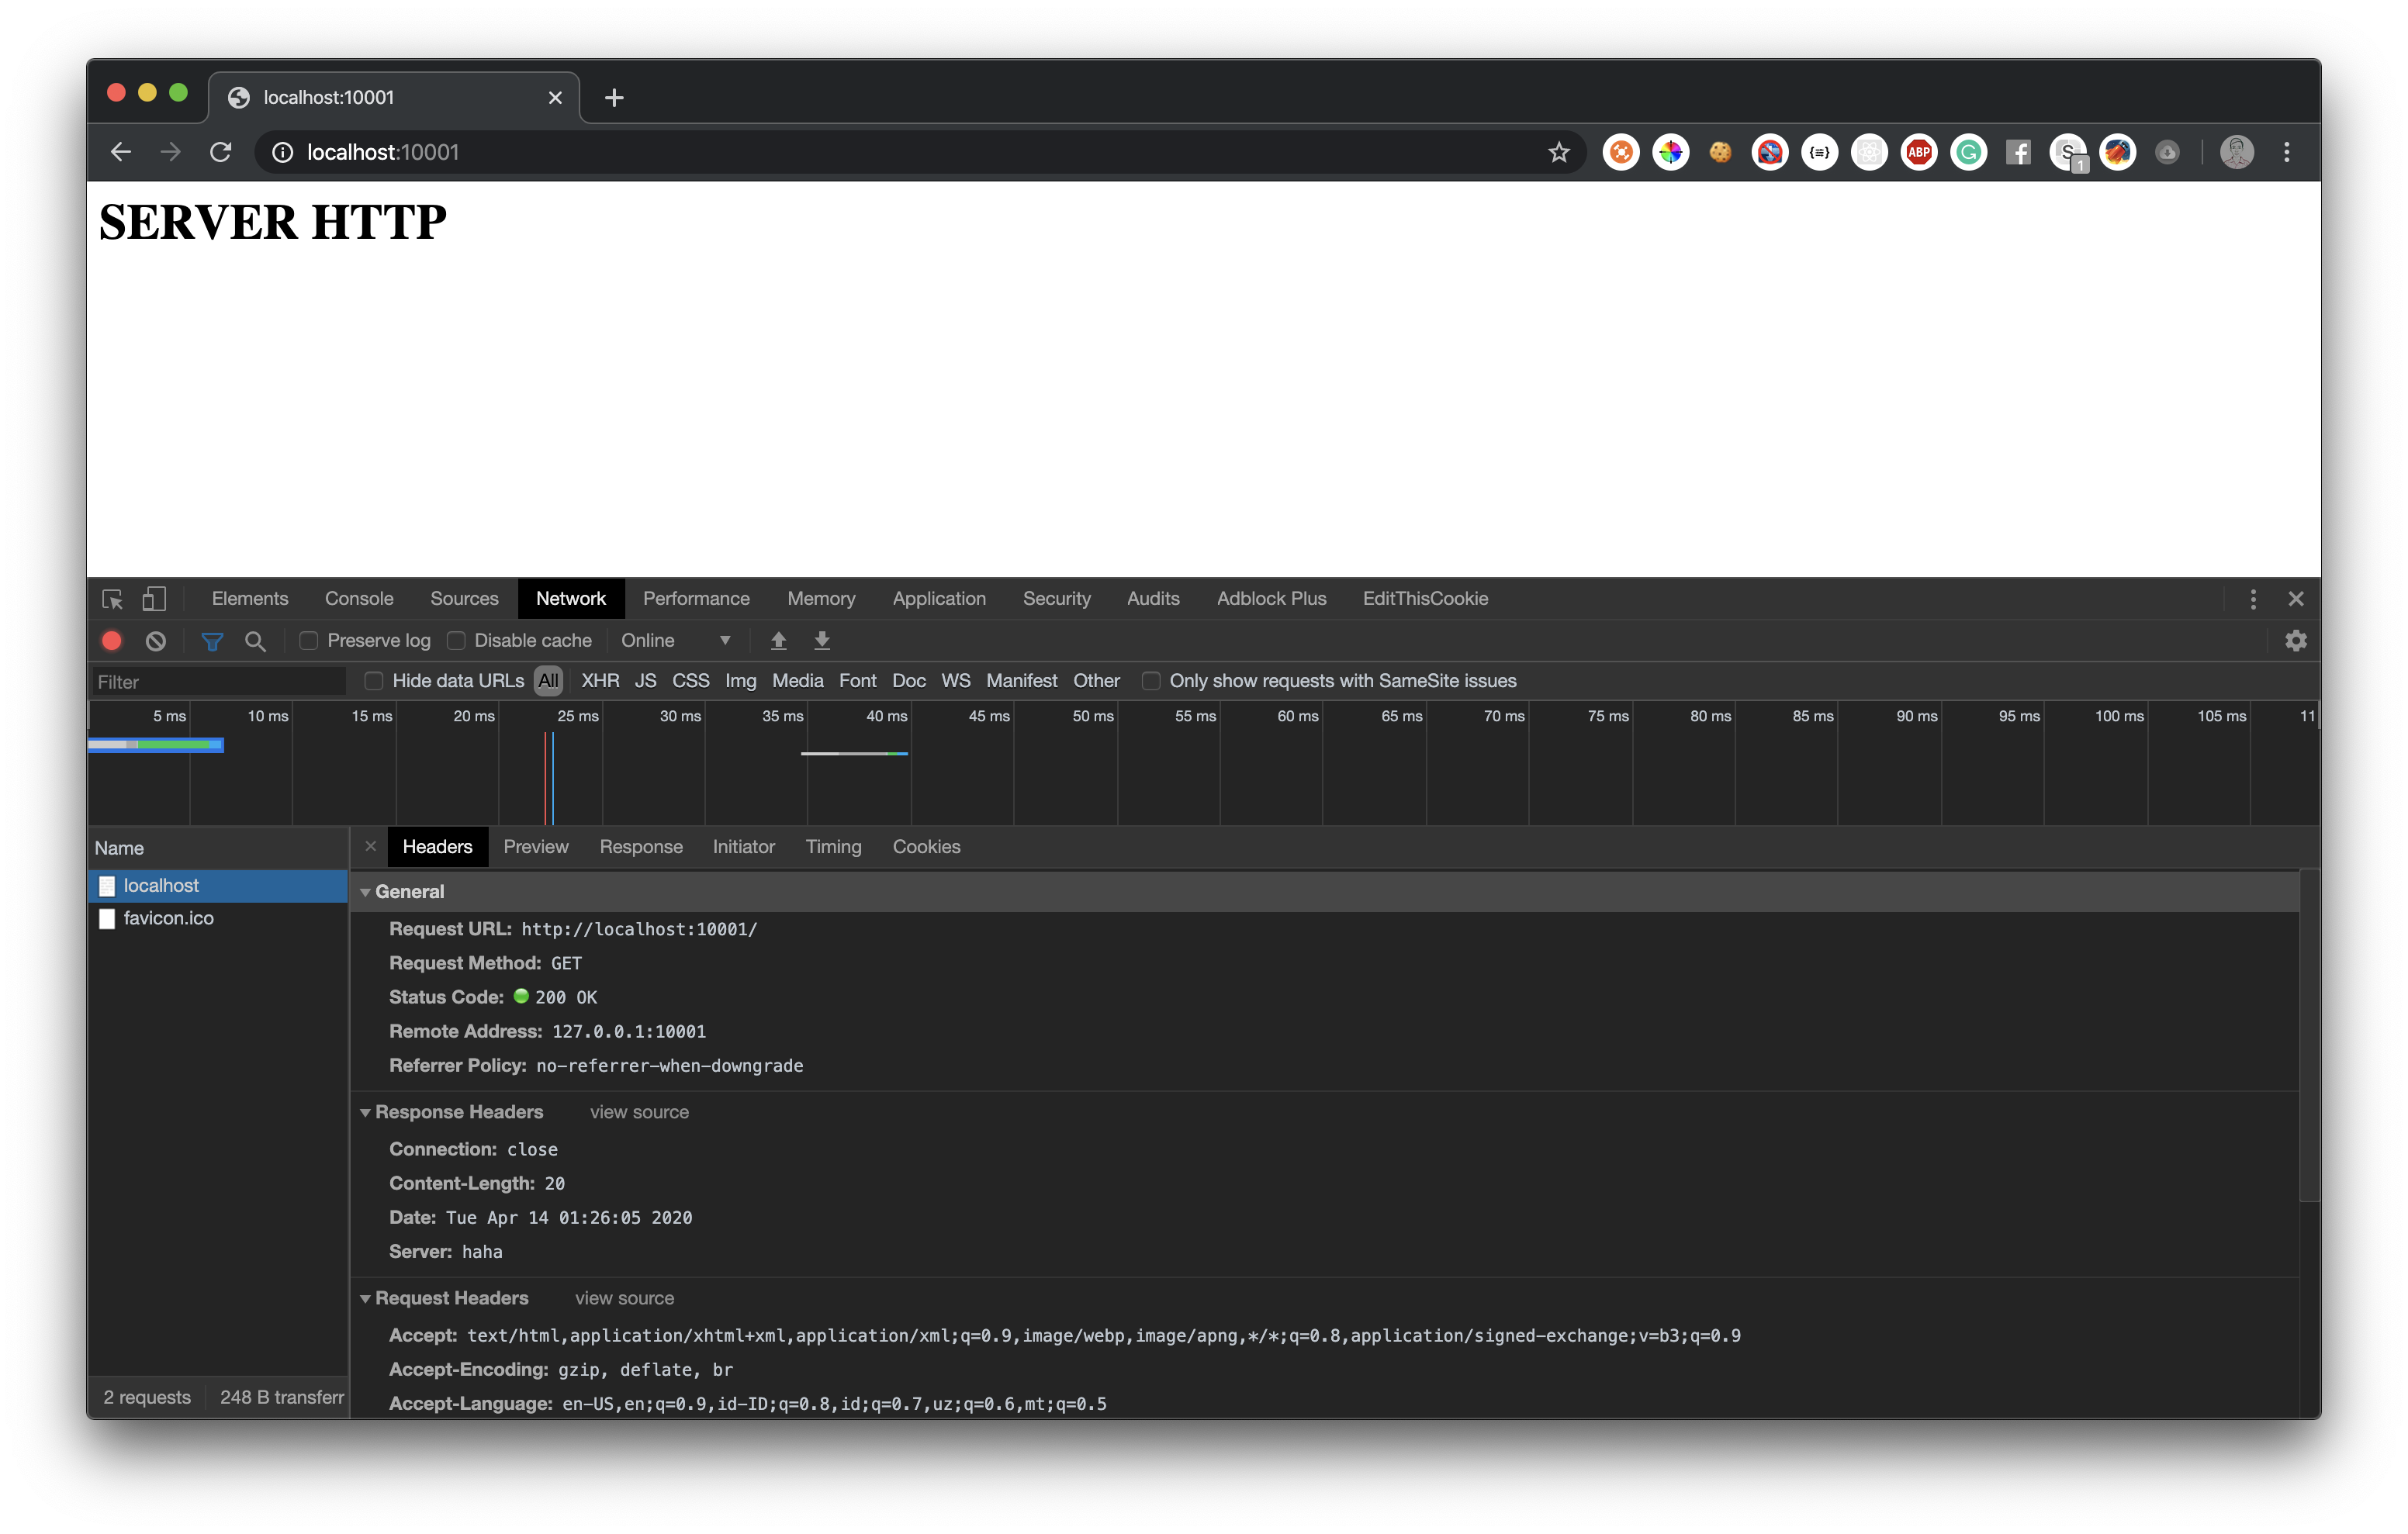 localhost:10001
localhost:10001
{≡} ABP G f S 1
SERVER HTTP
Elements Console Sources Network Performance Memory Application Security Audits Adblock Plus EditThisCookie
Preserve log Disable cache Online
Filter Hide data URLs All XHR JS CSS Img Media Font Doc WS Manifest Other Only show requests with SameSite issues
5 ms 10 ms 15 ms 20 ms 25 ms 30 ms 35 ms 40 ms 45 ms 50 ms 55 ms 60 ms 65 ms 70 ms 75 ms 80 ms 85 ms 90 ms 95 ms 100 ms 105 ms 11
Name Headers Preview Response Initiator Timing Cookies
localhost
favicon.ico
General
Request URL: http://localhost:10001/
Request Method: GET
Status Code: 200 OK
Remote Address: 127.0.0.1:10001
Referrer Policy: no-referrer-when-downgrade
Response Headers view source
Connection: close
Content-Length: 20
Date: Tue Apr 14 01:26:05 2020
Server: haha
Request Headers view source
Accept: text/html,application/xhtml+xml,application/xml;q=0.9,image/webp,image/apng,*/*;q=0.8,application/signed-exchange;v=b3;q=0.9
Accept-Encoding: gzip, deflate, br
Accept-Language: en-US,en;q=0.9,id-ID;q=0.8,id;q=0.7,uz;q=0.6,mt;q=0.5
2 requests 248 B transferr